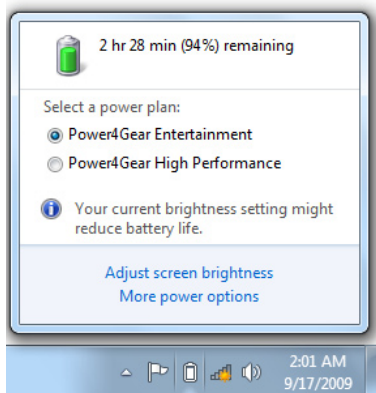 2 hr 28 min (94%) remaining
Select a power plan:
Power4Gear Entertainment
Power4Gear High Performance
Your current brightness setting might
reduce battery life.
Adjust screen brightness
More power options
2:01 AM
9/17/2009